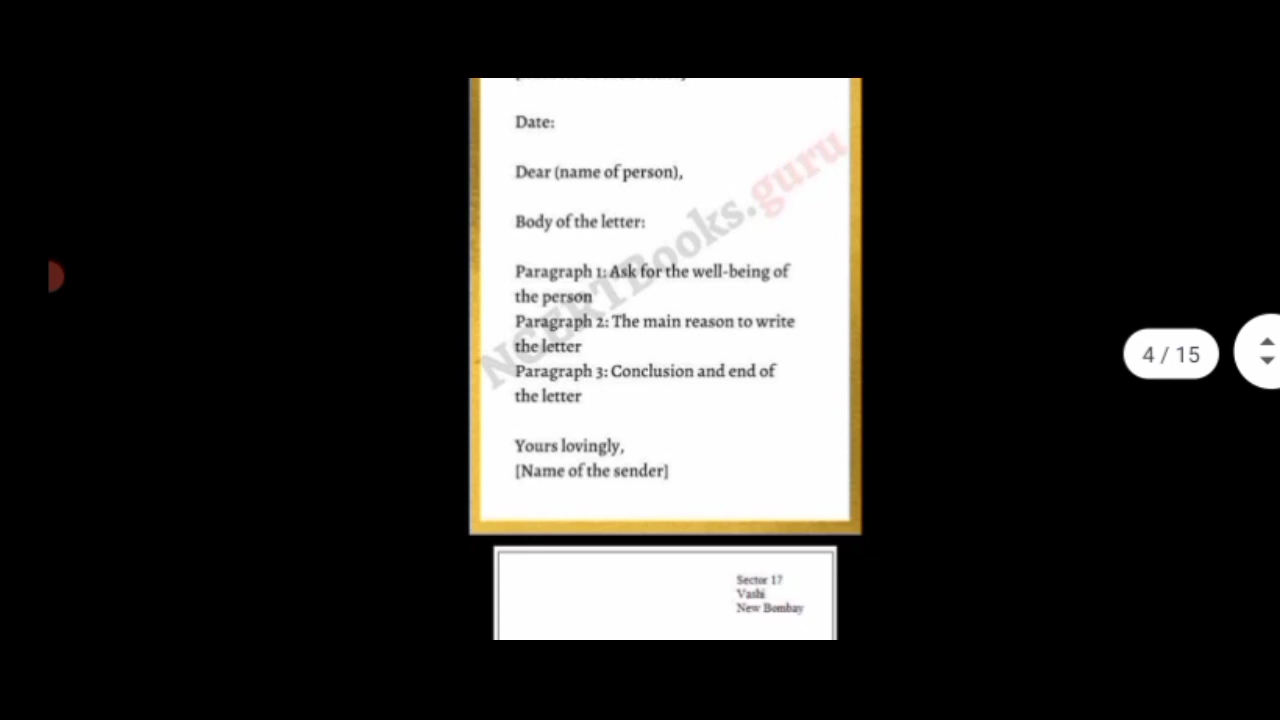 Date:
Dear (name of person),
Body of the letter:
Paragraph 1: Ask for the well-being of
the person
Paragraph 2: The main reason to write
the letter
Paragraph 3: Conclusion and end of
the letter
Yours lovingly,
[Name of the sender]
NCERTBooks.guru
4 / 15
Sector 17
Vashi
New Bombay